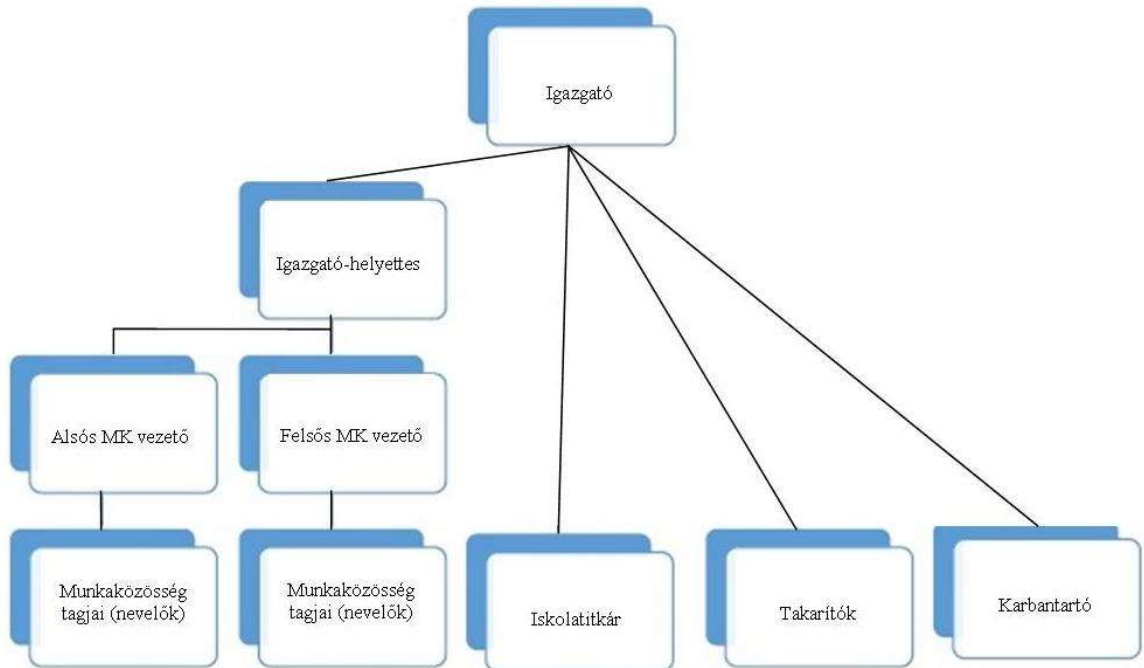 Igazgató
Igazgató-helyettes
Alsós MK vezető
Felsős MK vezető
Munkaközösség
tagjai (nevelők)
Munkaközösség
tagjai (nevelők)
Iskolatitkár
Takarítók
Karbantartó